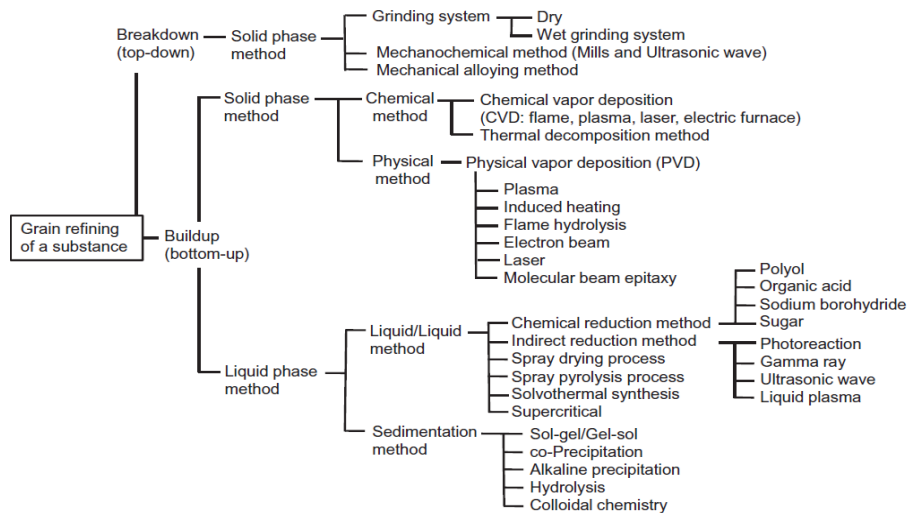 Breakdown
(top-down)
Solid phase
method
Grinding system
Dry
Wet grinding system
Mechanochemical method (Mills and Ultrasonic wave)
Mechanical alloying method
Solid phase
method
Chemical
method
Chemical vapor deposition
(CVD: flame, plasma, laser, electric furnace)
Thermal decomposition method
Physical
method
Physical vapor deposition (PVD)
Plasma
Induced heating
Flame hydrolysis
Electron beam
Laser
Molecular beam epitaxy
Grain refining
of a substance
Buildup
(bottom-up)
Liquid phase
method
Liquid/Liquid
method
Chemical reduction method
Indirect reduction method
Spray drying process
Spray pyrolysis process
Solvothermal synthesis
Supercritical
Polyol
Organic acid
Sodium borohydride
Sugar
Photoreaction
Gamma ray
Ultrasonic wave
Liquid plasma
Sedimentation
method
Sol-gel/Gel-sol
co-Precipitation
Alkaline precipitation
Hydrolysis
Colloidal chemistry